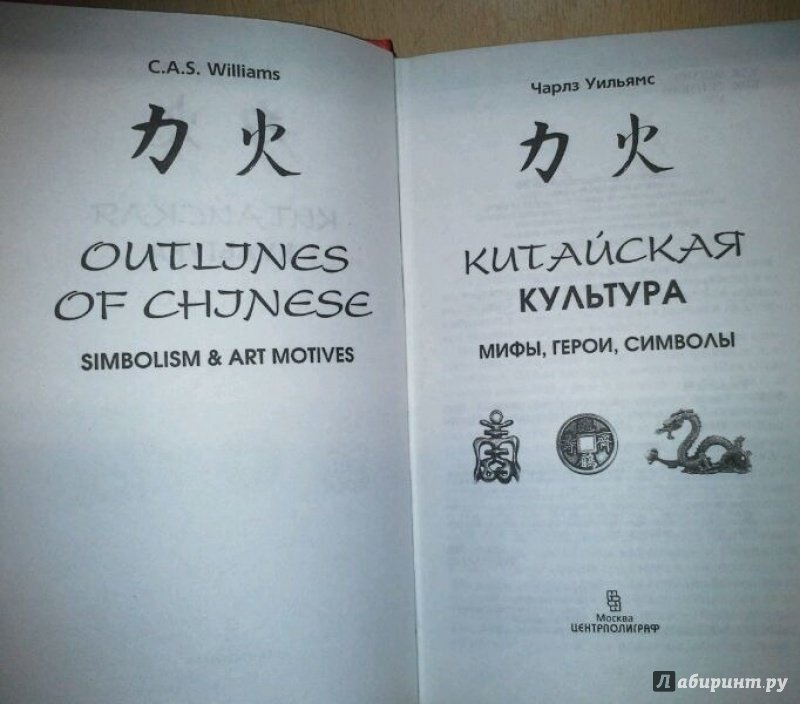 C.A.S. Williams
力 火
OUTLINES
OF CHINESE
SIMBOLISM & ART MOTIVES
Чарлз Уильямс
力 火
КИТАЙСКАЯ
КУЛЬТУРА
МИФЫ, ГЕРОИ, СИМВОЛЫ
Москва
ЦЕНТРПОЛИГРАФ
Лабиринт.ру